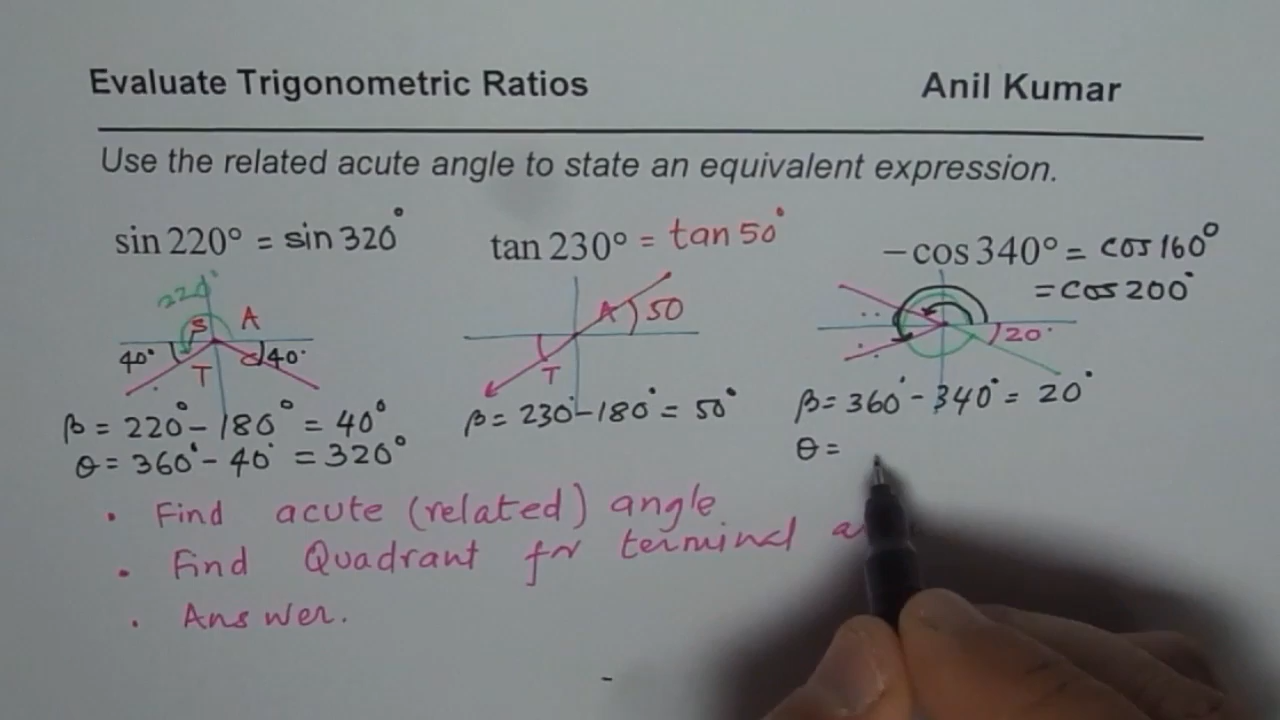 Evaluate Trigonometric Ratios Anil Kumar
Use the related acute angle to state an equivalent expression.
sin 220° = sin 320° tan 230° = tan 50° −cos 340° = cos 160°
= cos 200°
220° S A A 50
40° 40° 20°
T T
β = 220° − 180° = 40° β = 230° − 180° = 50° β = 360° − 340° = 20°
θ = 360° − 40° = 320° θ =
• Find acute (related) angle
• Find Quadrant for terminal a
• Answer.